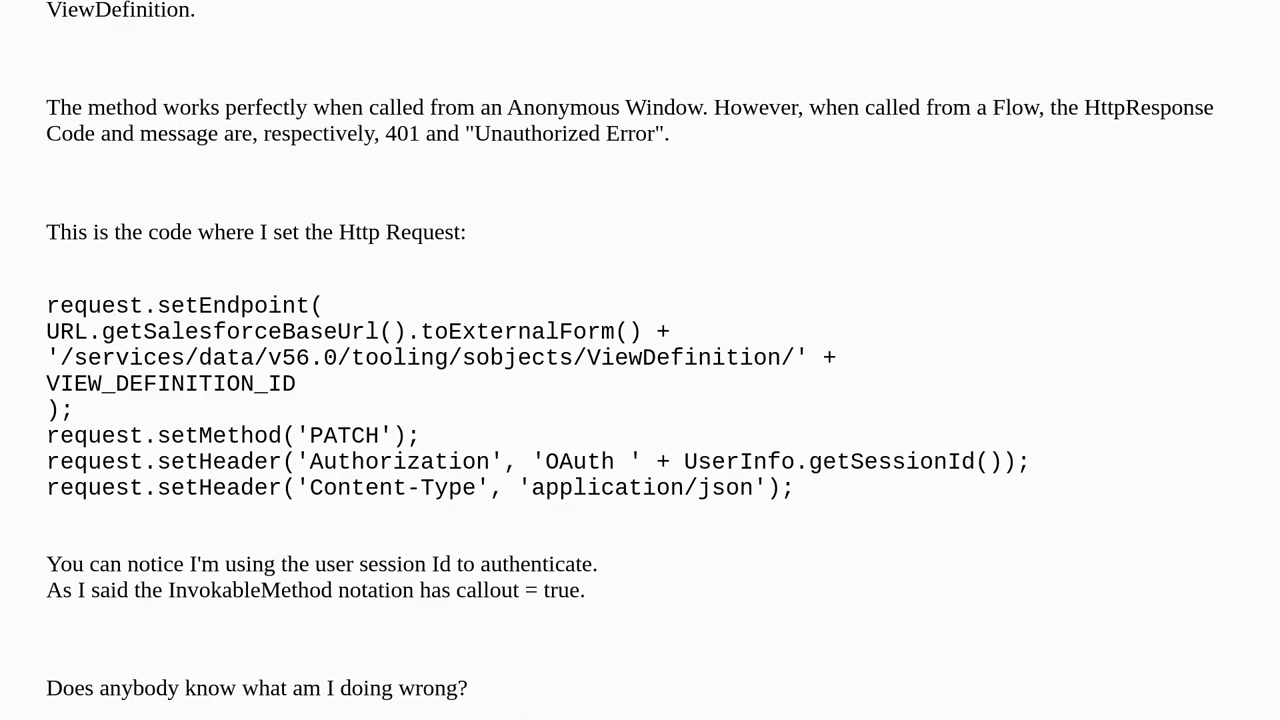 ViewDefinition.
The method works perfectly when called from an Anonymous Window. However, when called from a Flow, the HttpResponse
Code and message are, respectively, 401 and "Unauthorized Error".
This is the code where I set the Http Request:
request.setEndpoint(
URL.getSalesforceBaseUrl().toExternalForm() +
'/services/data/v56.0/tooling/sobjects/ViewDefinition/' +
VIEW_DEFINITION_ID
);
request.setMethod('PATCH');
request.setHeader('Authorization', 'OAuth ' + UserInfo.getSessionId());
request.setHeader('Content-Type', 'application/json');
You can notice I'm using the user session Id to authenticate.
As I said the InvokableMethod notation has callout = true.
Does anybody know what am I doing wrong?